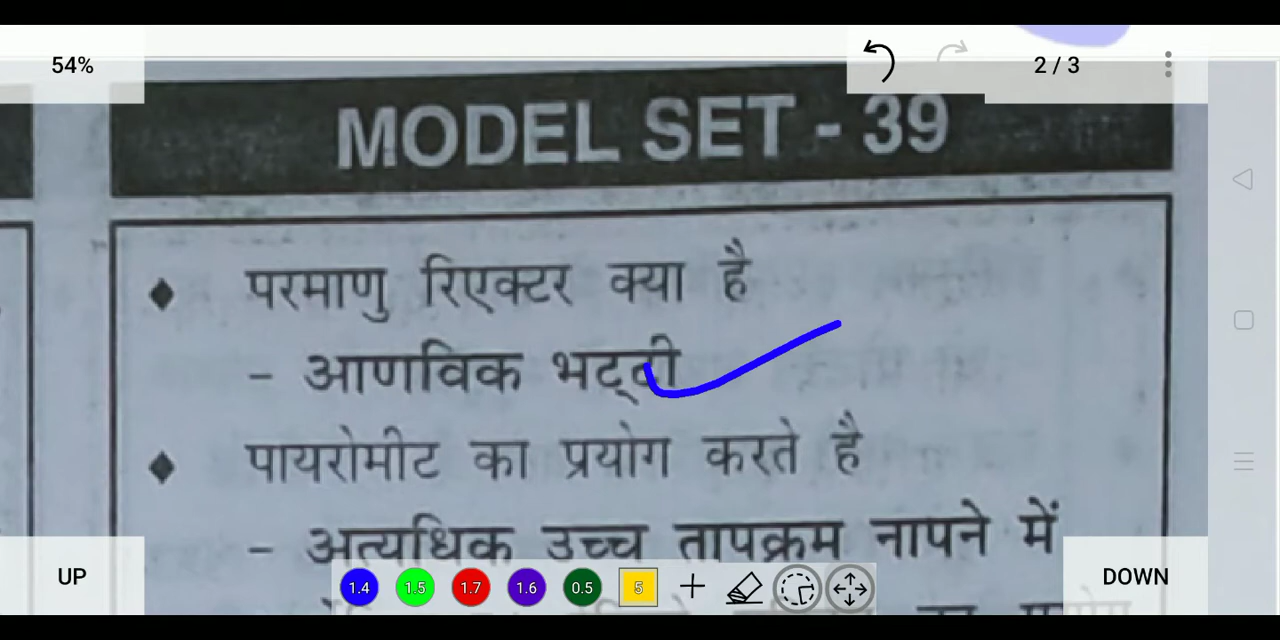 54%
2 / 3
MODEL SET - 39
परमाणु रिएक्टर क्या है
- आणविक भट्टी
पायरोमीट का प्रयोग करते है
- अत्यधिक उच्च तापक्रम नापने में
UP
1.4 1.5 1.7 1.6 0.5 5
DOWN